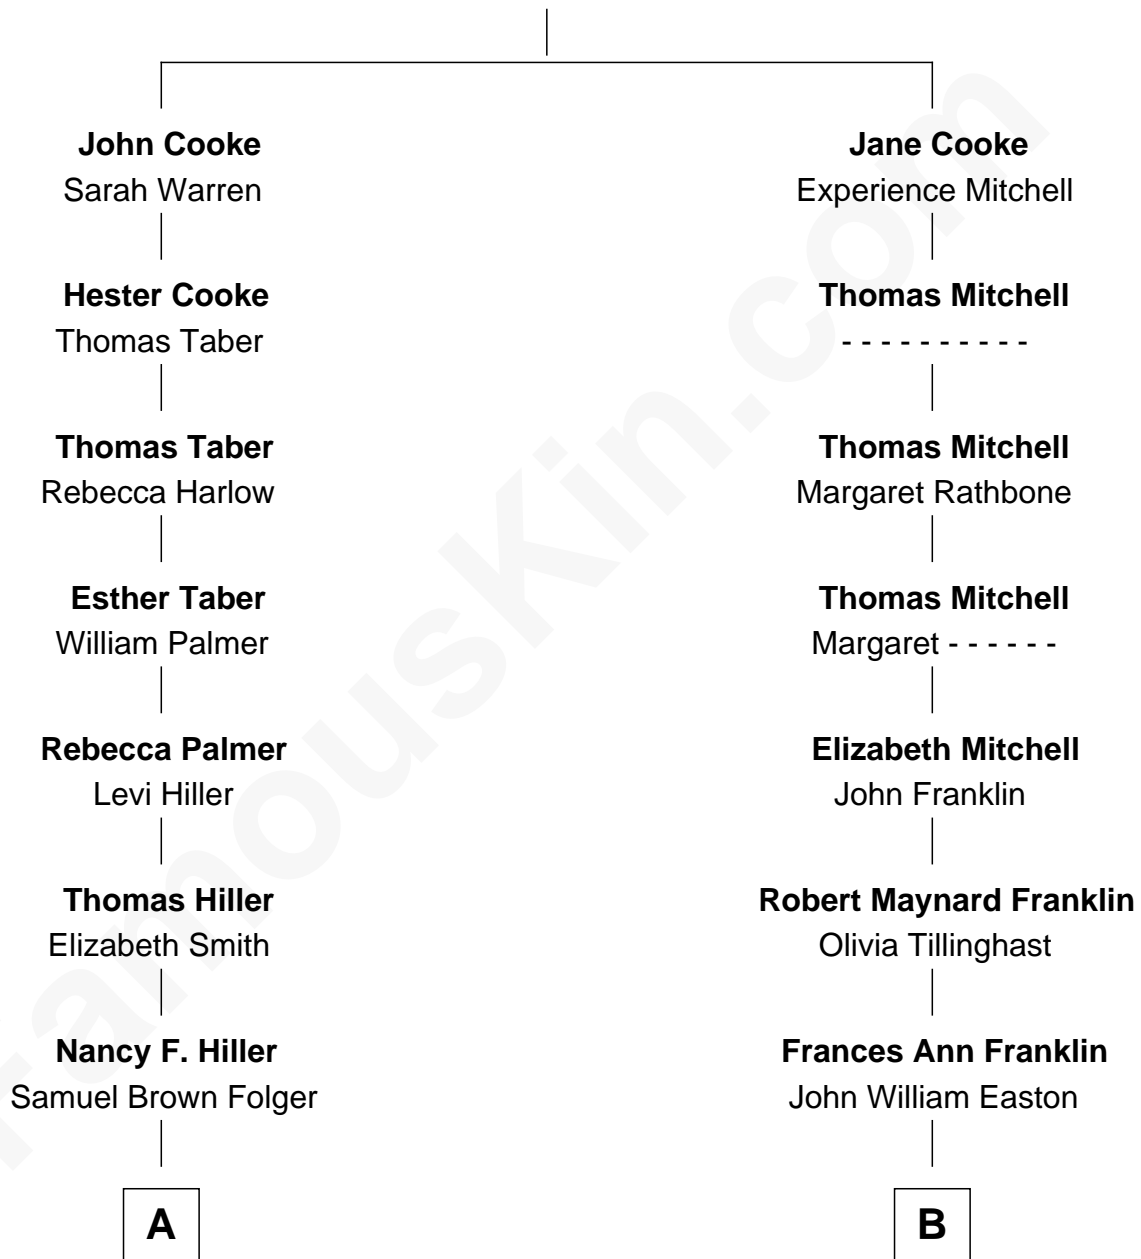 John Cooke
Sarah Warren
Hester Cooke
Thomas Taber
Thomas Taber
Rebecca Harlow
Esther Taber
William Palmer
Rebecca Palmer
Levi Hiller
Thomas Hiller
Elizabeth Smith
Nancy F. Hiller
Samuel Brown Folger
A
Jane Cooke
Experience Mitchell
Thomas Mitchell
- - - - - - - - - -
Thomas Mitchell
Margaret Rathbone
Thomas Mitchell
Margaret - - - - - -
Elizabeth Mitchell
John Franklin
Robert Maynard Franklin
Olivia Tillinghast
Frances Ann Franklin
John William Easton
B
FamousKin.com